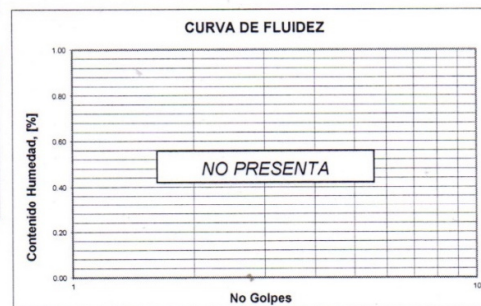 CURVA DE FLUIDEZ
Contenido Humedad, [%]
1.00
0.80
0.60
0.40
0.20
0.00
NO PRESENTA
1
10
No Golpes